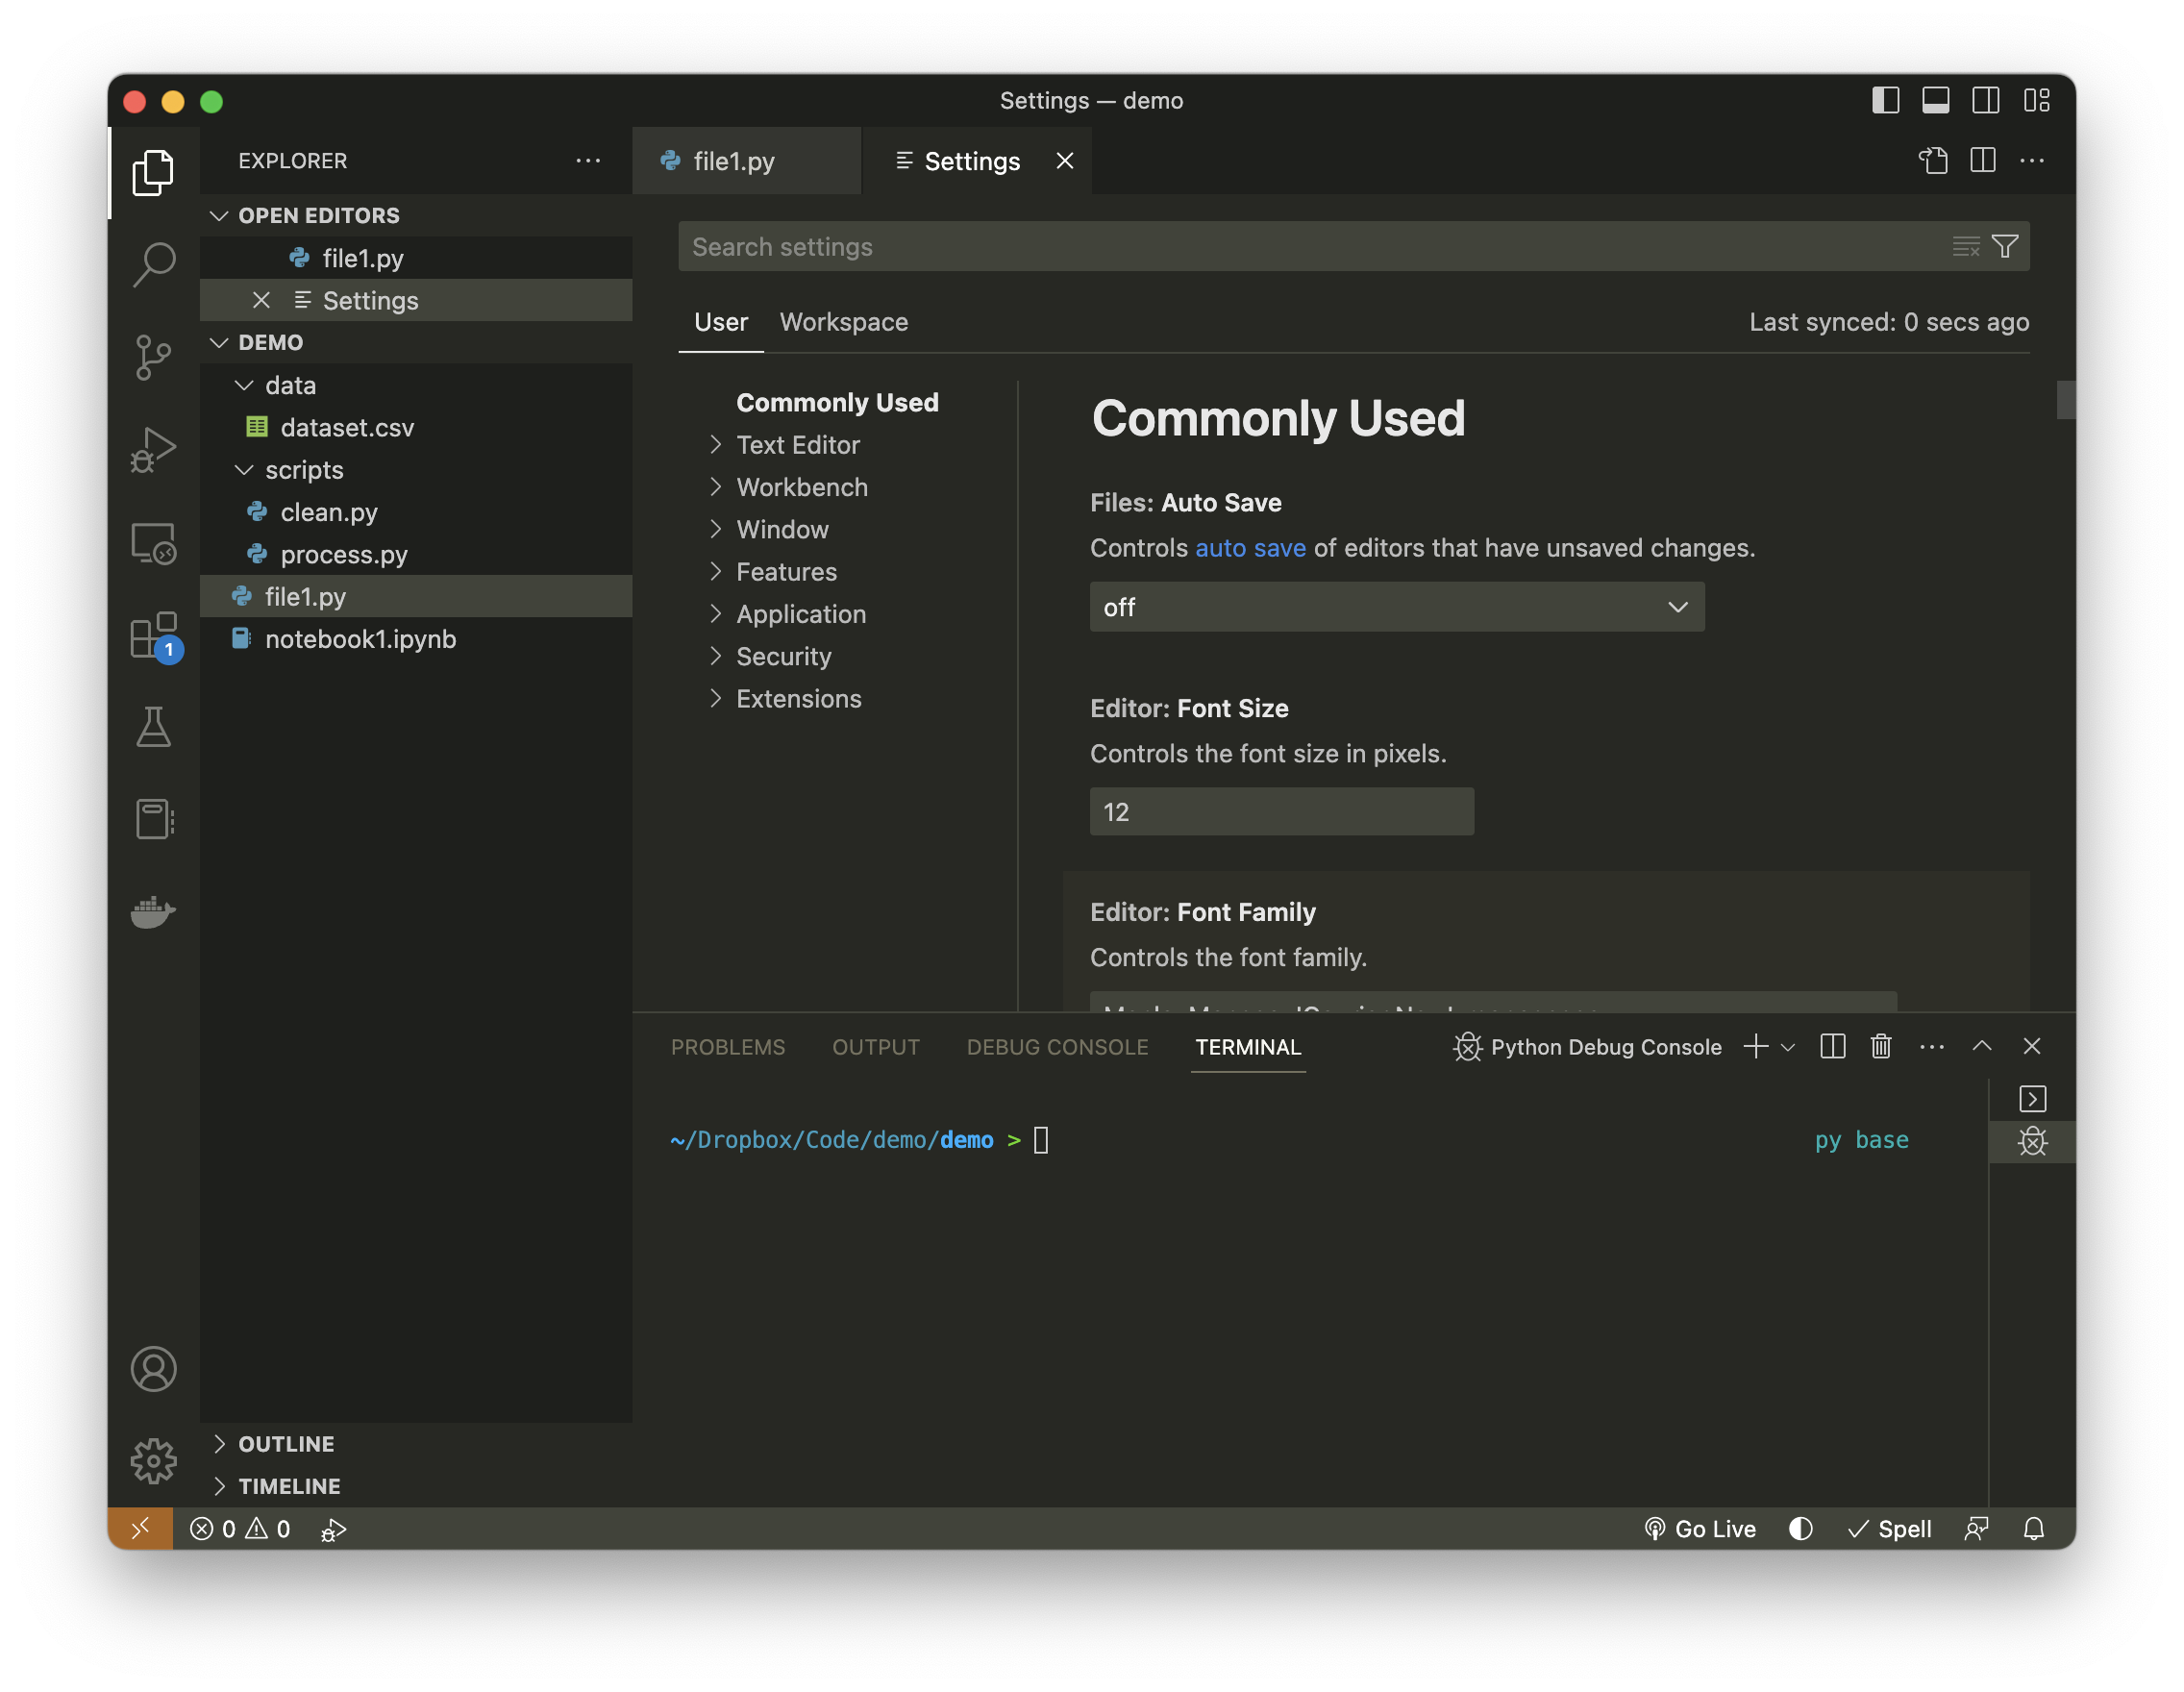 Settings — demo
EXPLORER
file1.py
Settings
OPEN EDITORS
file1.py
Settings
DEMO
data
dataset.csv
scripts
clean.py
process.py
file1.py
notebook1.ipynb
OUTLINE
TIMELINE
Search settings
User
Workspace
Last synced: 0 secs ago
Commonly Used
Text Editor
Workbench
Window
Features
Application
Security
Extensions
Commonly Used
Files: Auto Save
Controls auto save of editors that have unsaved changes.
off
Editor: Font Size
Controls the font size in pixels.
12
Editor: Font Family
Controls the font family.
PROBLEMS
OUTPUT
DEBUG CONSOLE
TERMINAL
Python Debug Console
~/Dropbox/Code/demo/demo >
py base
1
0
0
Go Live
Spell